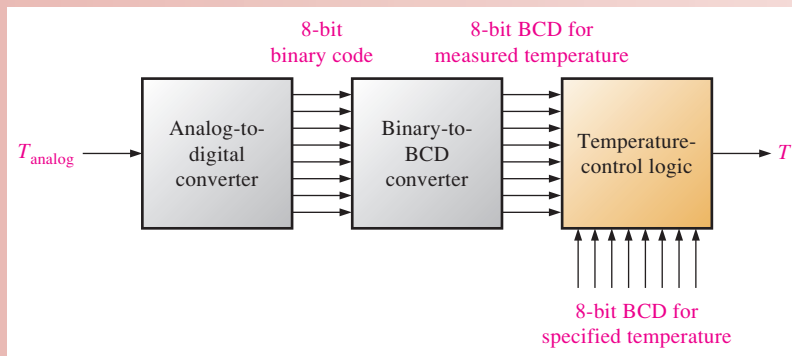 8-bit
binary code
8-bit BCD for
measured temperature
T analog
Analog-to-
digital
converter
Binary-to-
BCD
converter
Temperature-
control logic
T
8-bit BCD for
specified temperature